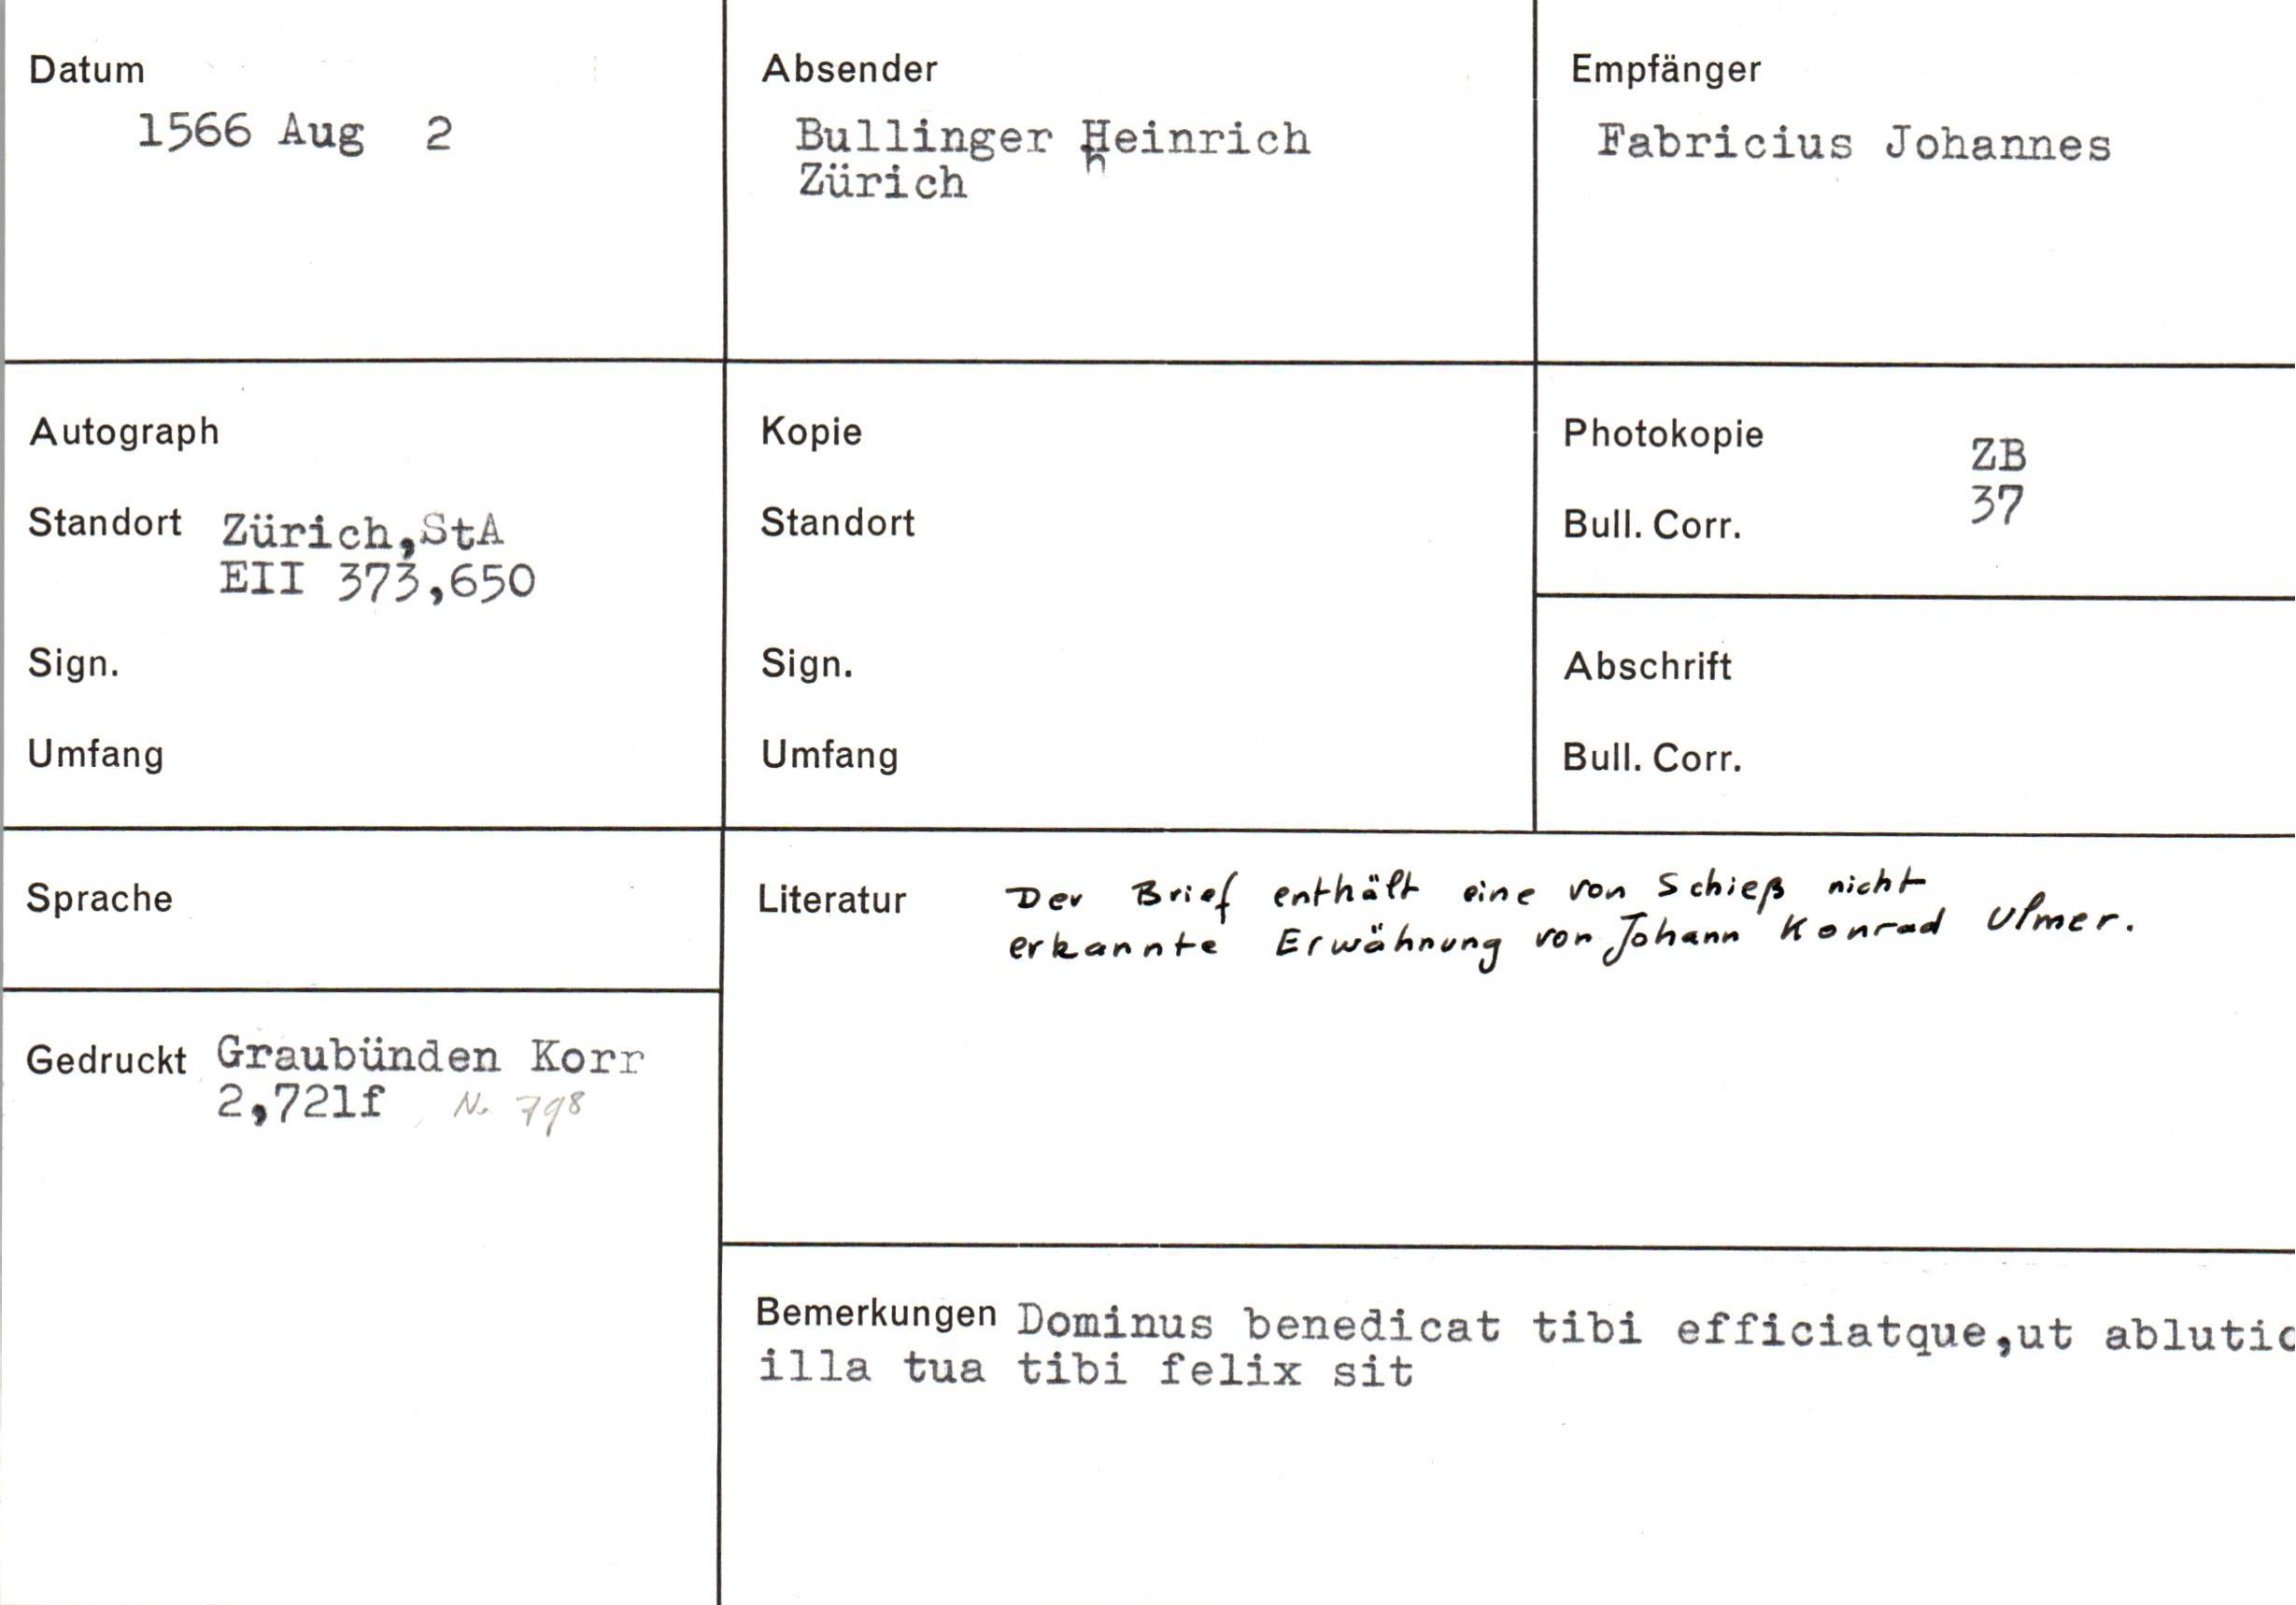 Datum
1566 Aug 2
Absender
Bullinger Heinrich
Zürich
Empfänger
Fabricius Johannes
Autograph
Standort Zürich,StA
EII 373,650
Sign.
Umfang
Kopie
Standort
Sign.
Umfang
Photokopie ZB
Bull. Corr. 37
Abschrift
Bull. Corr.
Sprache
Literatur Der Brief enthält eine von Schieß nicht
erkannte Erwähnung von Johann Konrad Ulmer.
Gedruckt Graubünden Korr
2,721f N. 798
Bemerkungen Dominus benedicat tibi efficiatque,ut ablutio
illa tua tibi felix sit